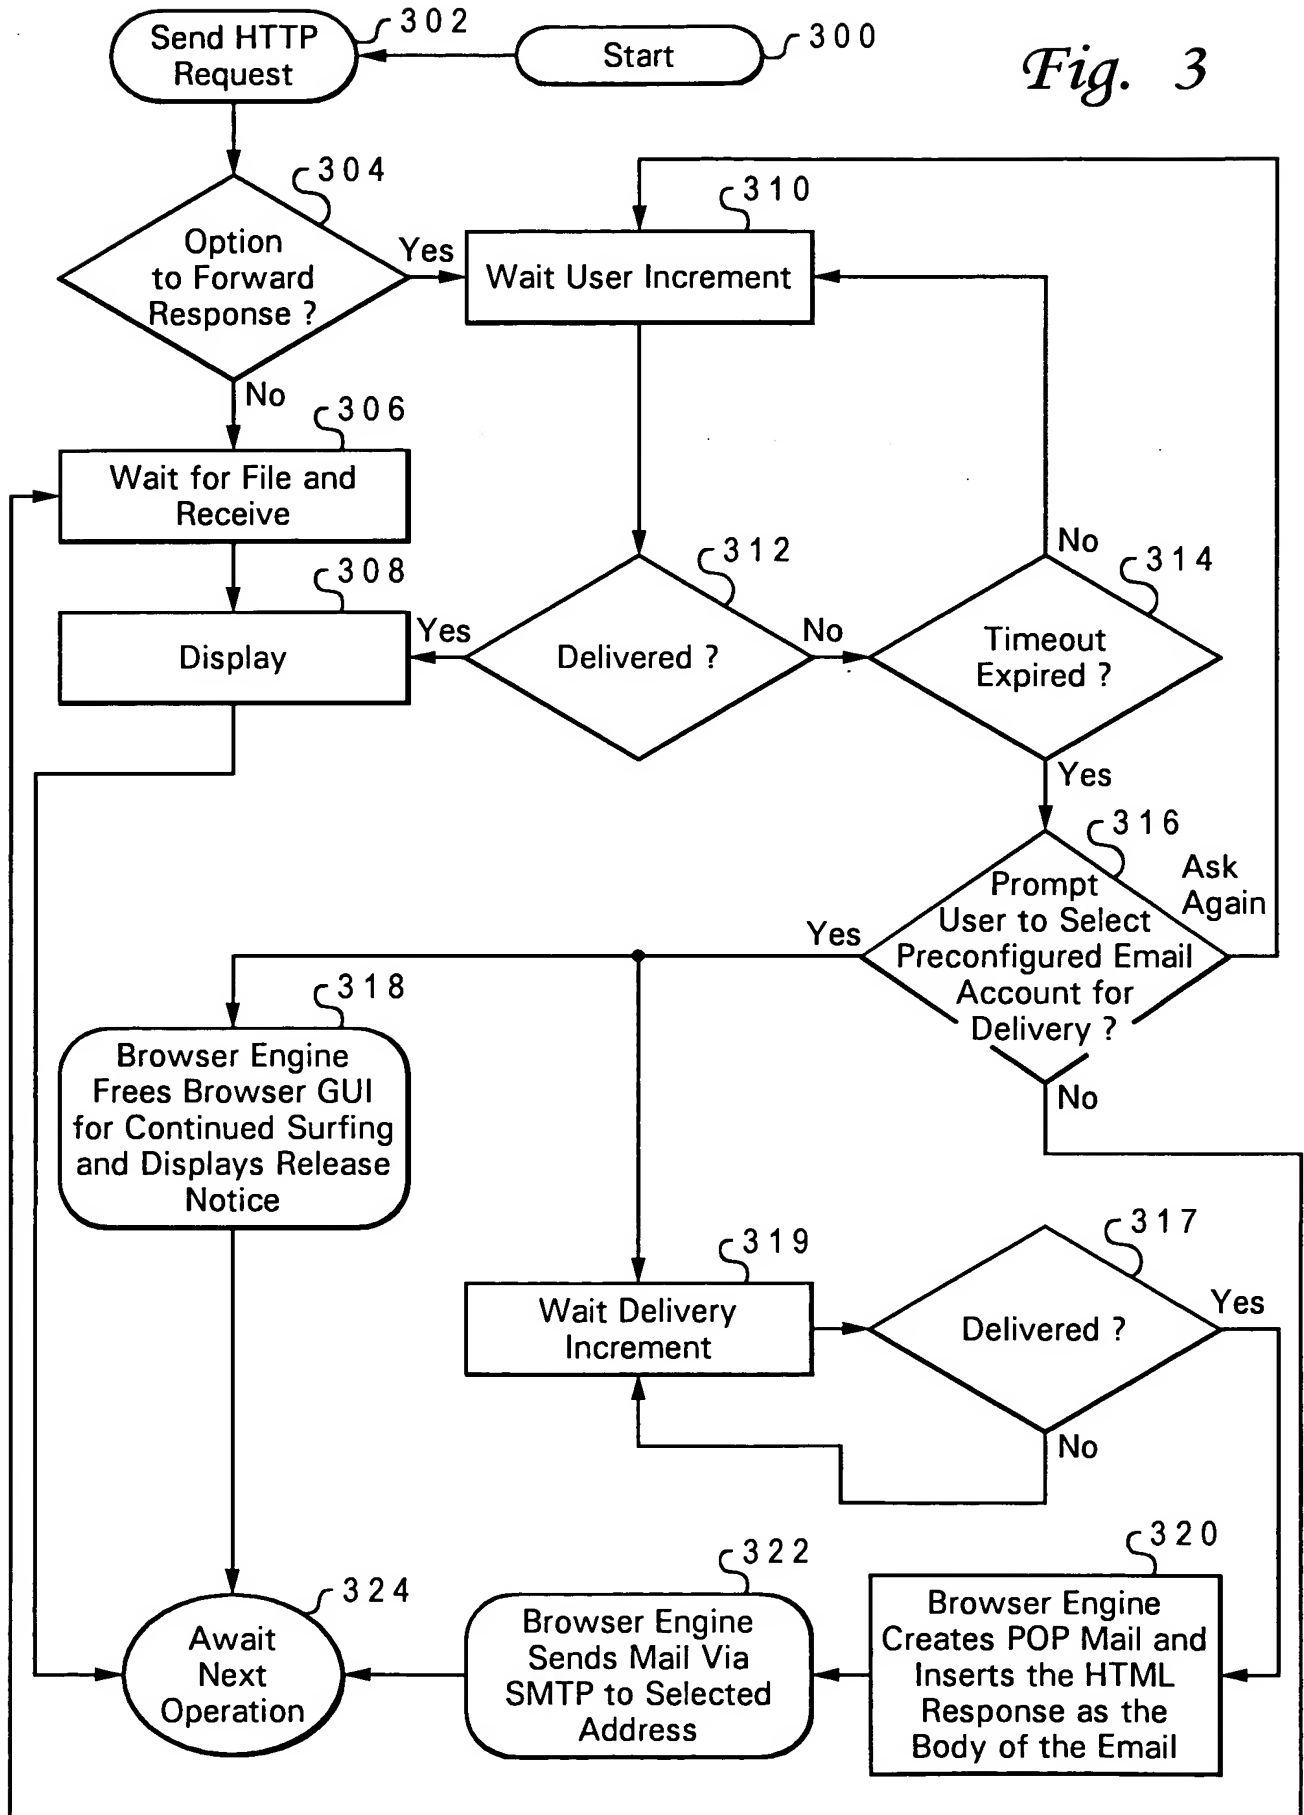 Fig. 3
Start
300
Send HTTP
Request
302
304
Option
to Forward
Response ?
Yes
No
310
Wait User Increment
306
Wait for File and
Receive
308
Display
Yes
312
Delivered ?
No
No
314
Timeout
Expired ?
Yes
316
Prompt
User to Select
Preconfigured Email
Account for
Delivery ?
Ask
Again
Yes
No
318
Browser Engine
Frees Browser GUI
for Continued Surfing
and Displays Release
Notice
319
Wait Delivery
Increment
317
Delivered ?
Yes
No
320
Browser Engine
Creates POP Mail and
Inserts the HTML
Response as the
Body of the Email
322
Browser Engine
Sends Mail Via
SMTP to Selected
Address
324
Await
Next
Operation